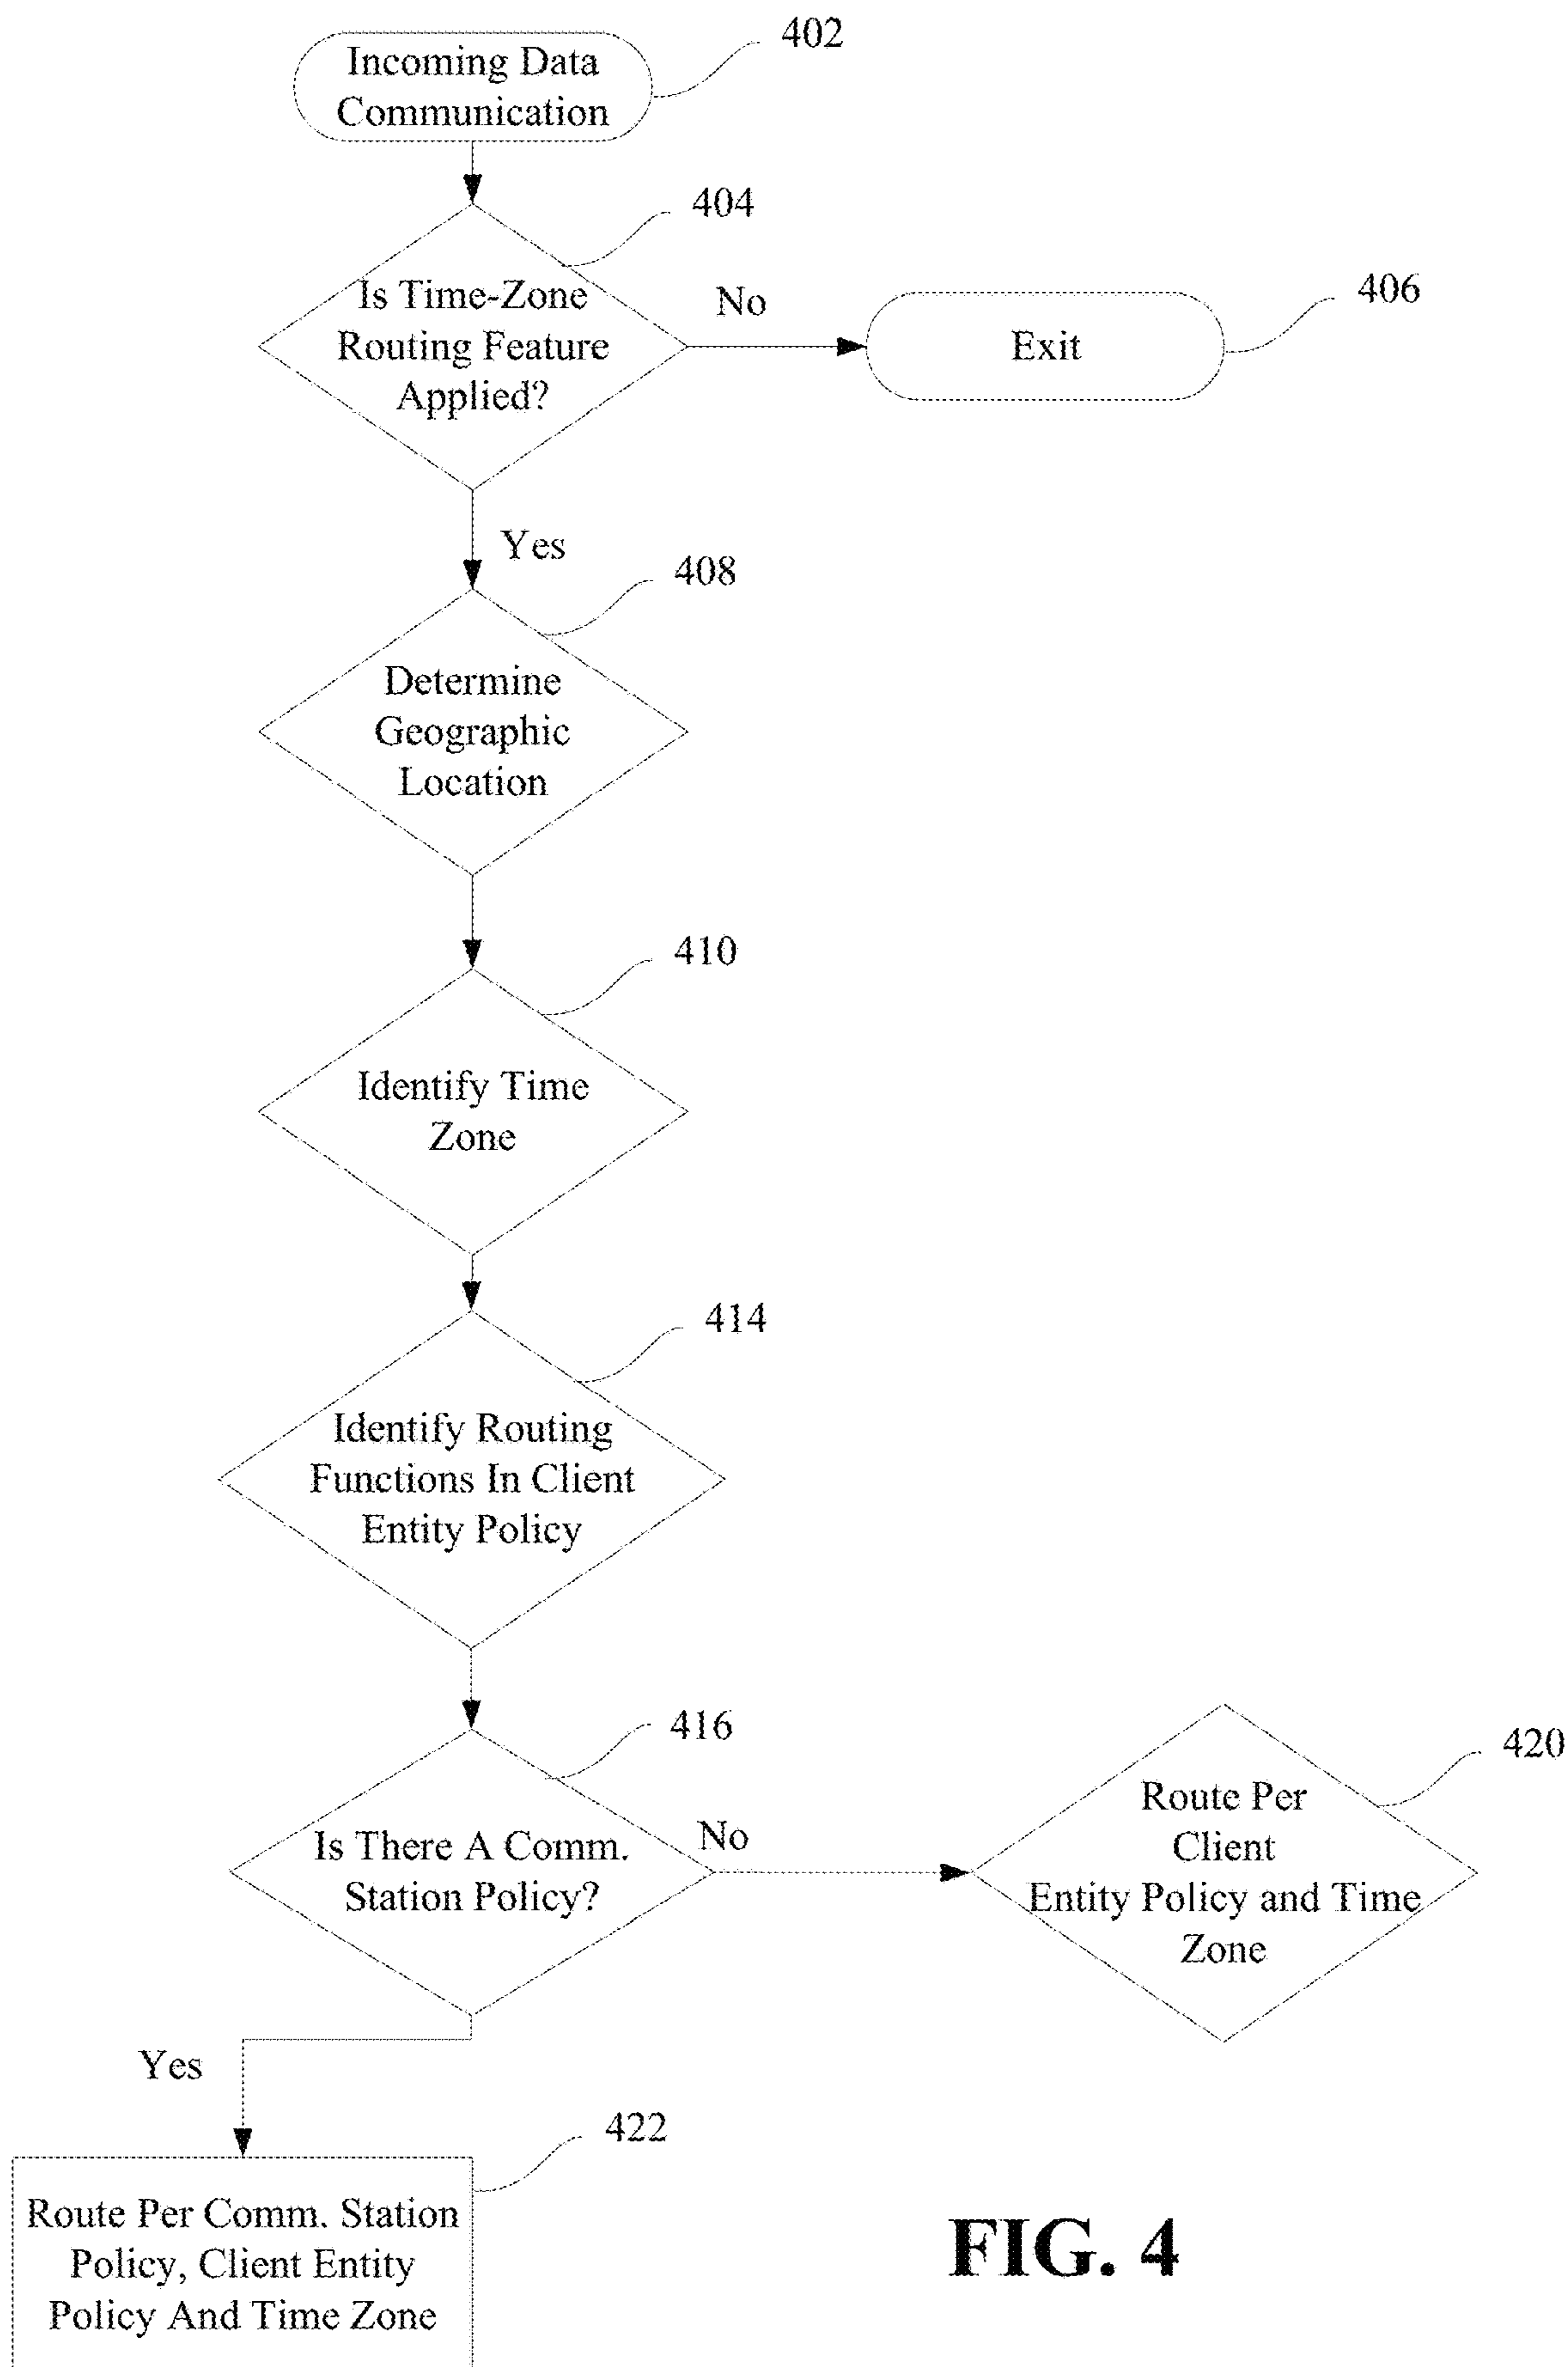 402
Incoming Data
Communication
404
Is Time-Zone
Routing Feature
Applied?
No
406
Exit
Yes
408
Determine
Geographic
Location
410
Identify Time
Zone
414
Identify Routing
Functions In Client
Entity Policy
416
Is There A Comm.
Station Policy?
No
420
Route Per
Client
Entity Policy and Time
Zone
Yes
422
Route Per Comm. Station
Policy, Client Entity
Policy And Time Zone
FIG. 4